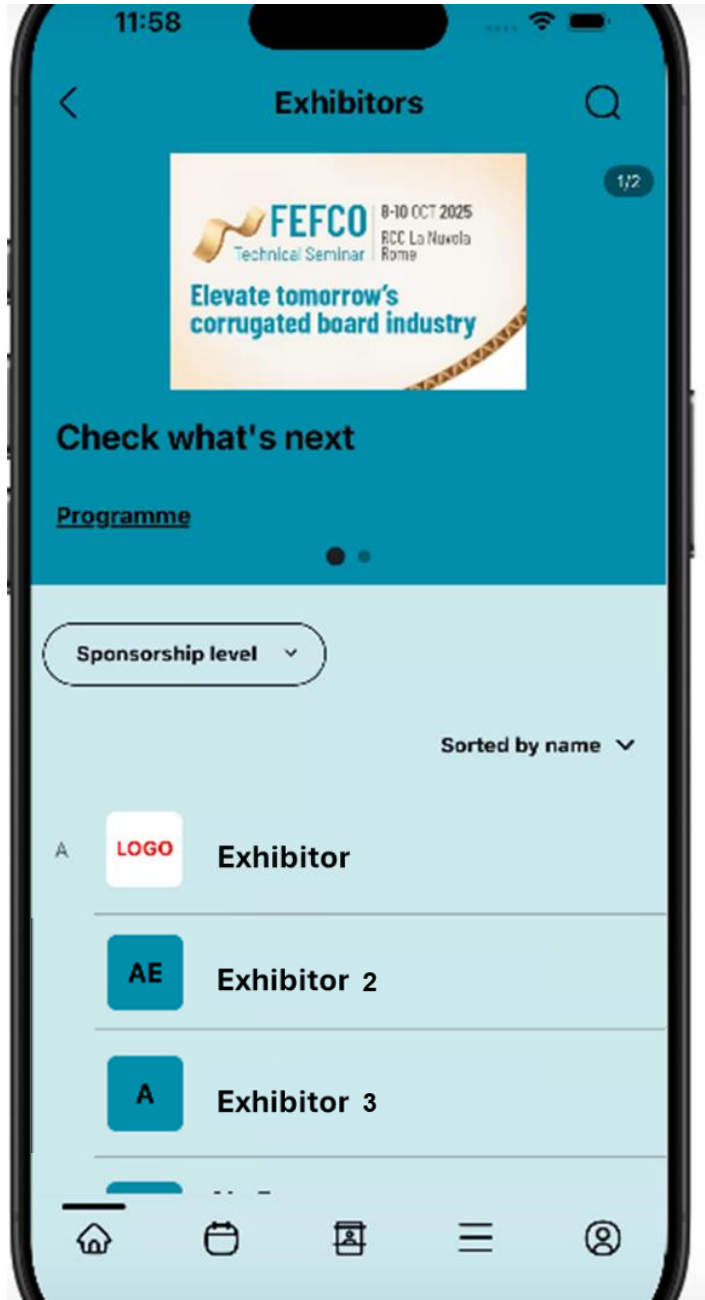 11:58
Exhibitors
1/2
FEFCO
Technical Seminar
8-10 OCT 2025
RCC La Nuvola
Rome
Elevate tomorrow's
corrugated board industry
Check what's next
Programme
Sponsorship level
Sorted by name
A
LOGO
Exhibitor
AE
Exhibitor 2
A
Exhibitor 3